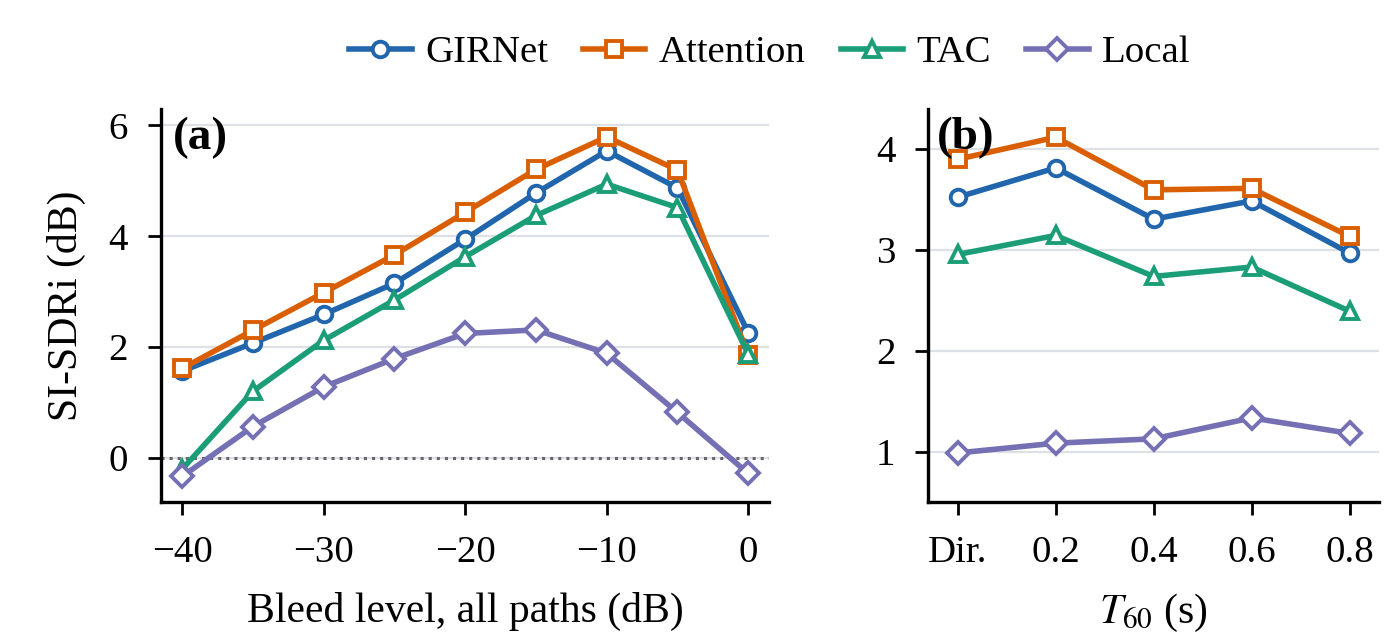 GIRNet Attention TAC Local
(a)
SI-SDRi (dB)
6
4
2
0
−40 −30 −20 −10 0
Bleed level, all paths (dB)
(b)
4
3
2
1
Dir. 0.2 0.4 0.6 0.8
T60 (s)